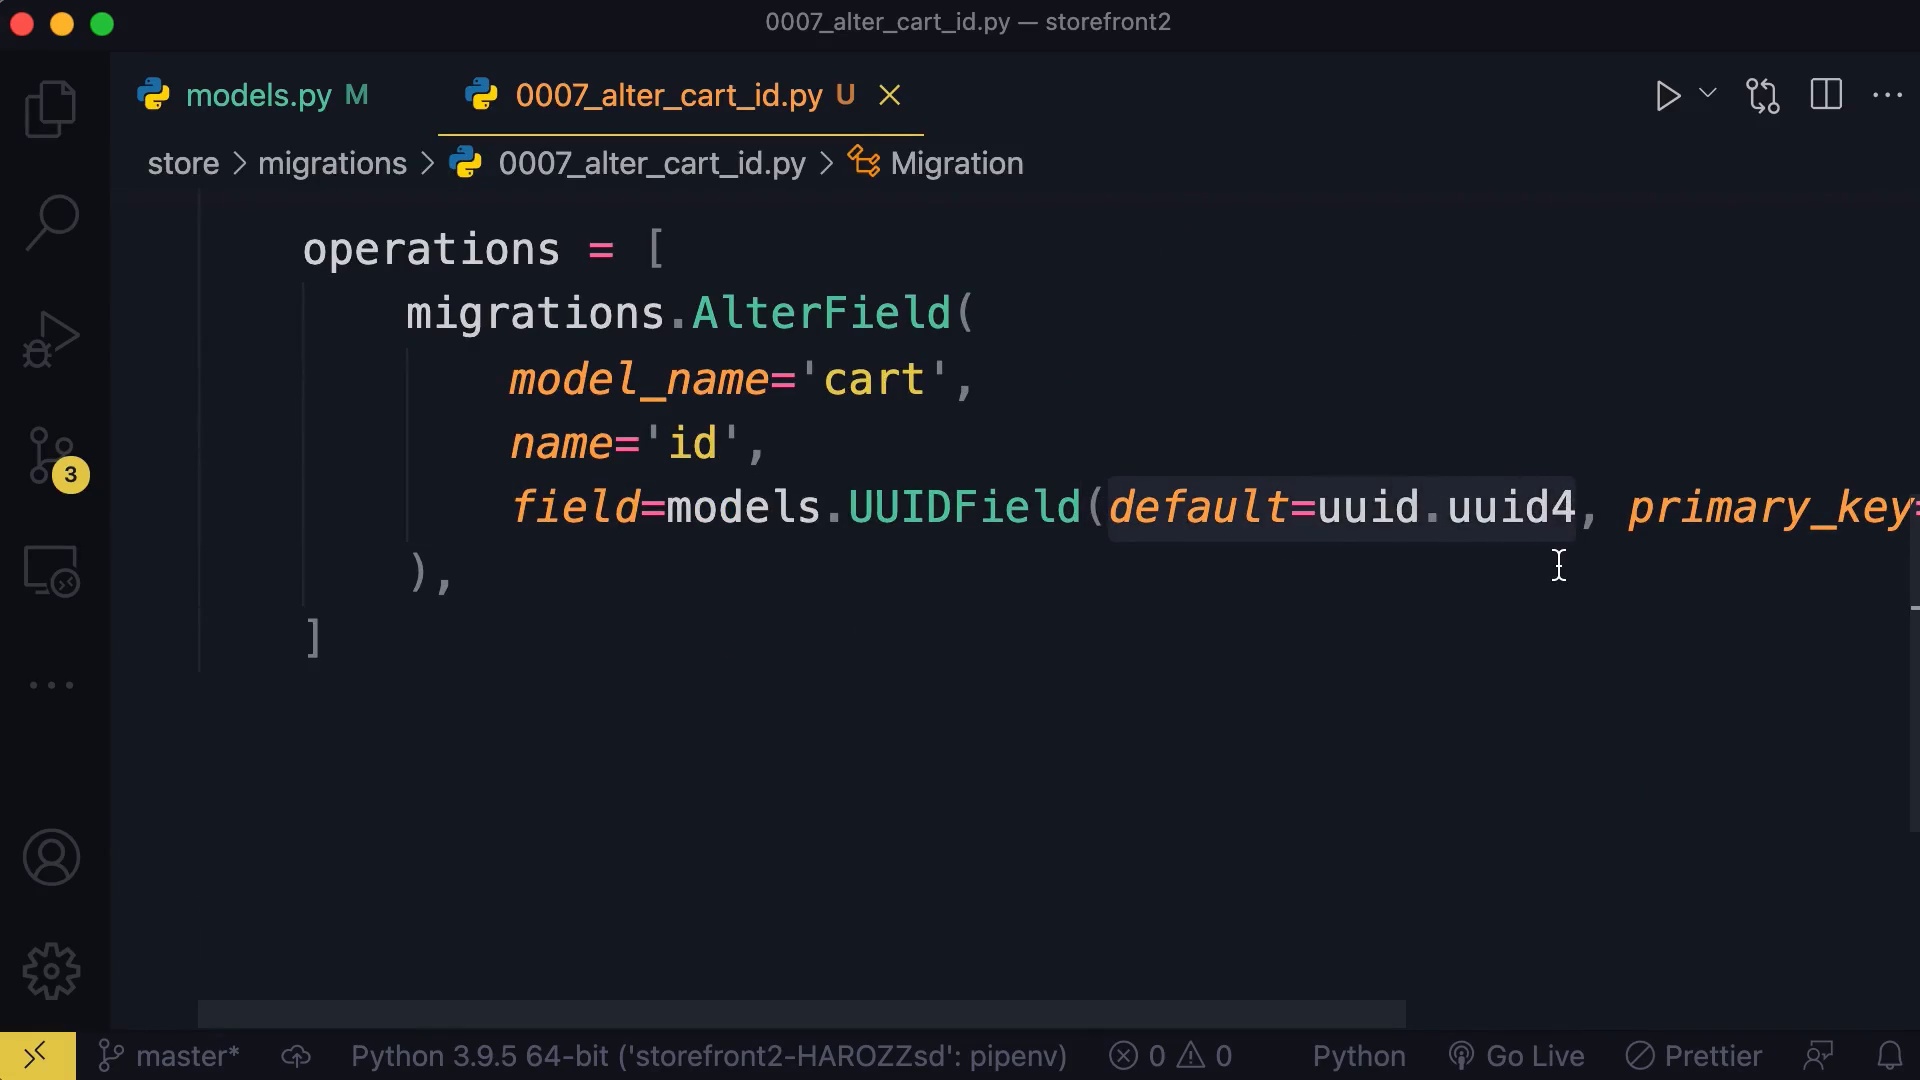 0007_alter_cart_id.py — storefront2
models.py M
0007_alter_cart_id.py U
store > migrations > 0007_alter_cart_id.py > Migration
operations = [
migrations.AlterField(
model_name='cart',
name='id',
field=models.UUIDField(default=uuid.uuid4, primary_key=
),
]
3
master* Python 3.9.5 64-bit ('storefront2-HAROZZsd': pipenv) 0 0 Python Go Live Prettier